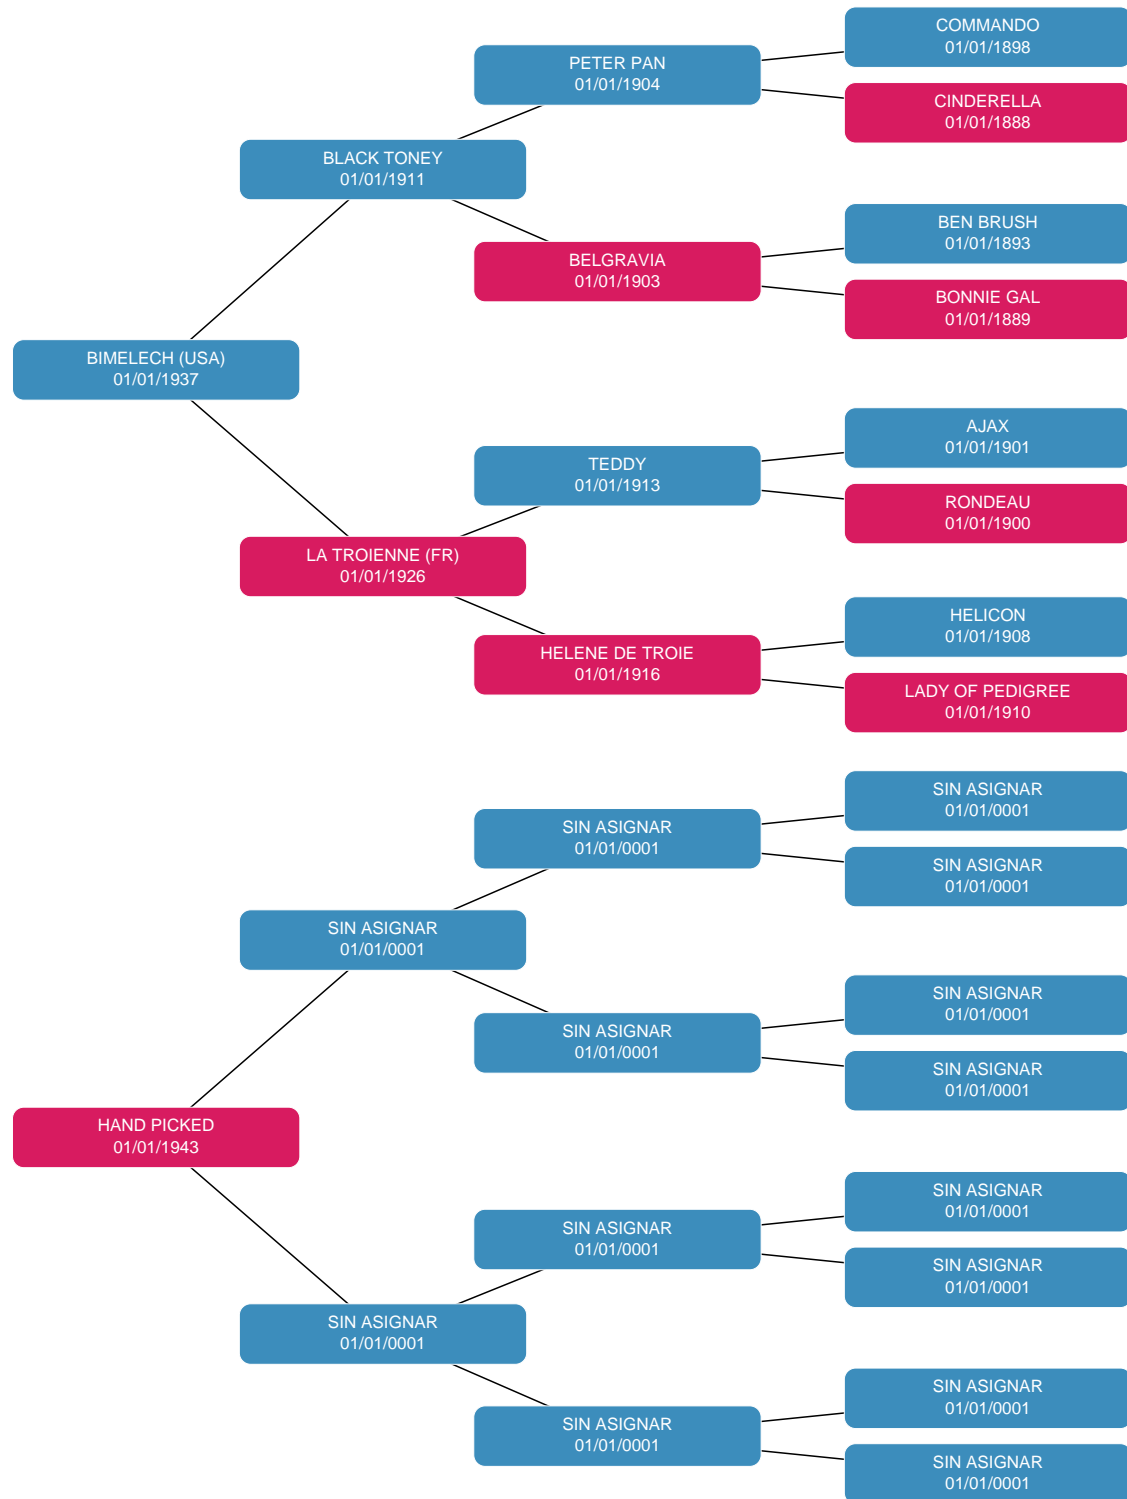 COMMANDO
01/01/1898
PETER PAN
01/01/1904
CINDERELLA
01/01/1888
BLACK TONEY
01/01/1911
BEN BRUSH
01/01/1893
BELGRAVIA
01/01/1903
BONNIE GAL
01/01/1889
BIMELECH (USA)
01/01/1937
AJAX
01/01/1901
TEDDY
01/01/1913
RONDEAU
01/01/1900
LA TROIENNE (FR)
01/01/1926
HELICON
01/01/1908
HELENE DE TROIE
01/01/1916
LADY OF PEDIGREE
01/01/1910
SIN ASIGNAR
01/01/0001
SIN ASIGNAR
01/01/0001
SIN ASIGNAR
01/01/0001
SIN ASIGNAR
01/01/0001
SIN ASIGNAR
01/01/0001
SIN ASIGNAR
01/01/0001
SIN ASIGNAR
01/01/0001
HAND PICKED
01/01/1943
SIN ASIGNAR
01/01/0001
SIN ASIGNAR
01/01/0001
SIN ASIGNAR
01/01/0001
SIN ASIGNAR
01/01/0001
SIN ASIGNAR
01/01/0001
SIN ASIGNAR
01/01/0001
SIN ASIGNAR
01/01/0001